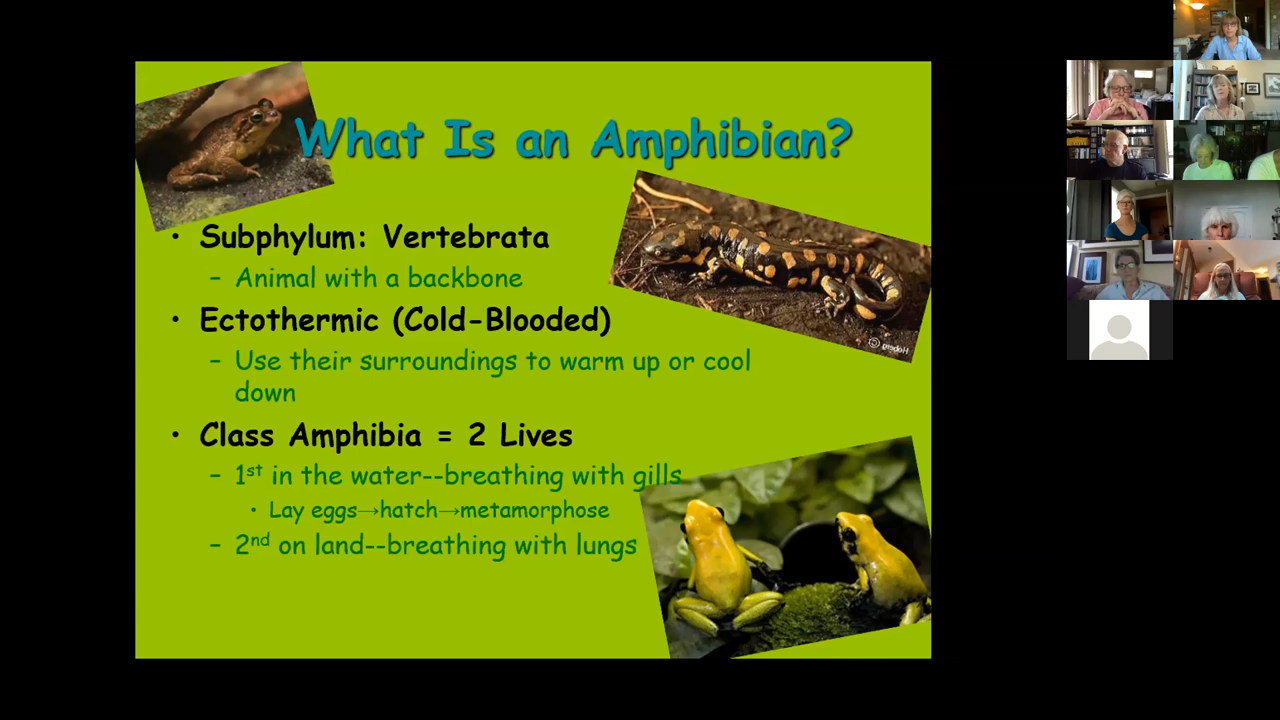 What Is an Amphibian?
• Subphylum: Vertebrata
– Animal with a backbone
• Ectothermic (Cold-Blooded)
– Use their surroundings to warm up or cool
down
• Class Amphibia = 2 Lives
– 1st in the water--breathing with gills
• Lay eggs→hatch→metamorphose
– 2nd on land--breathing with lungs